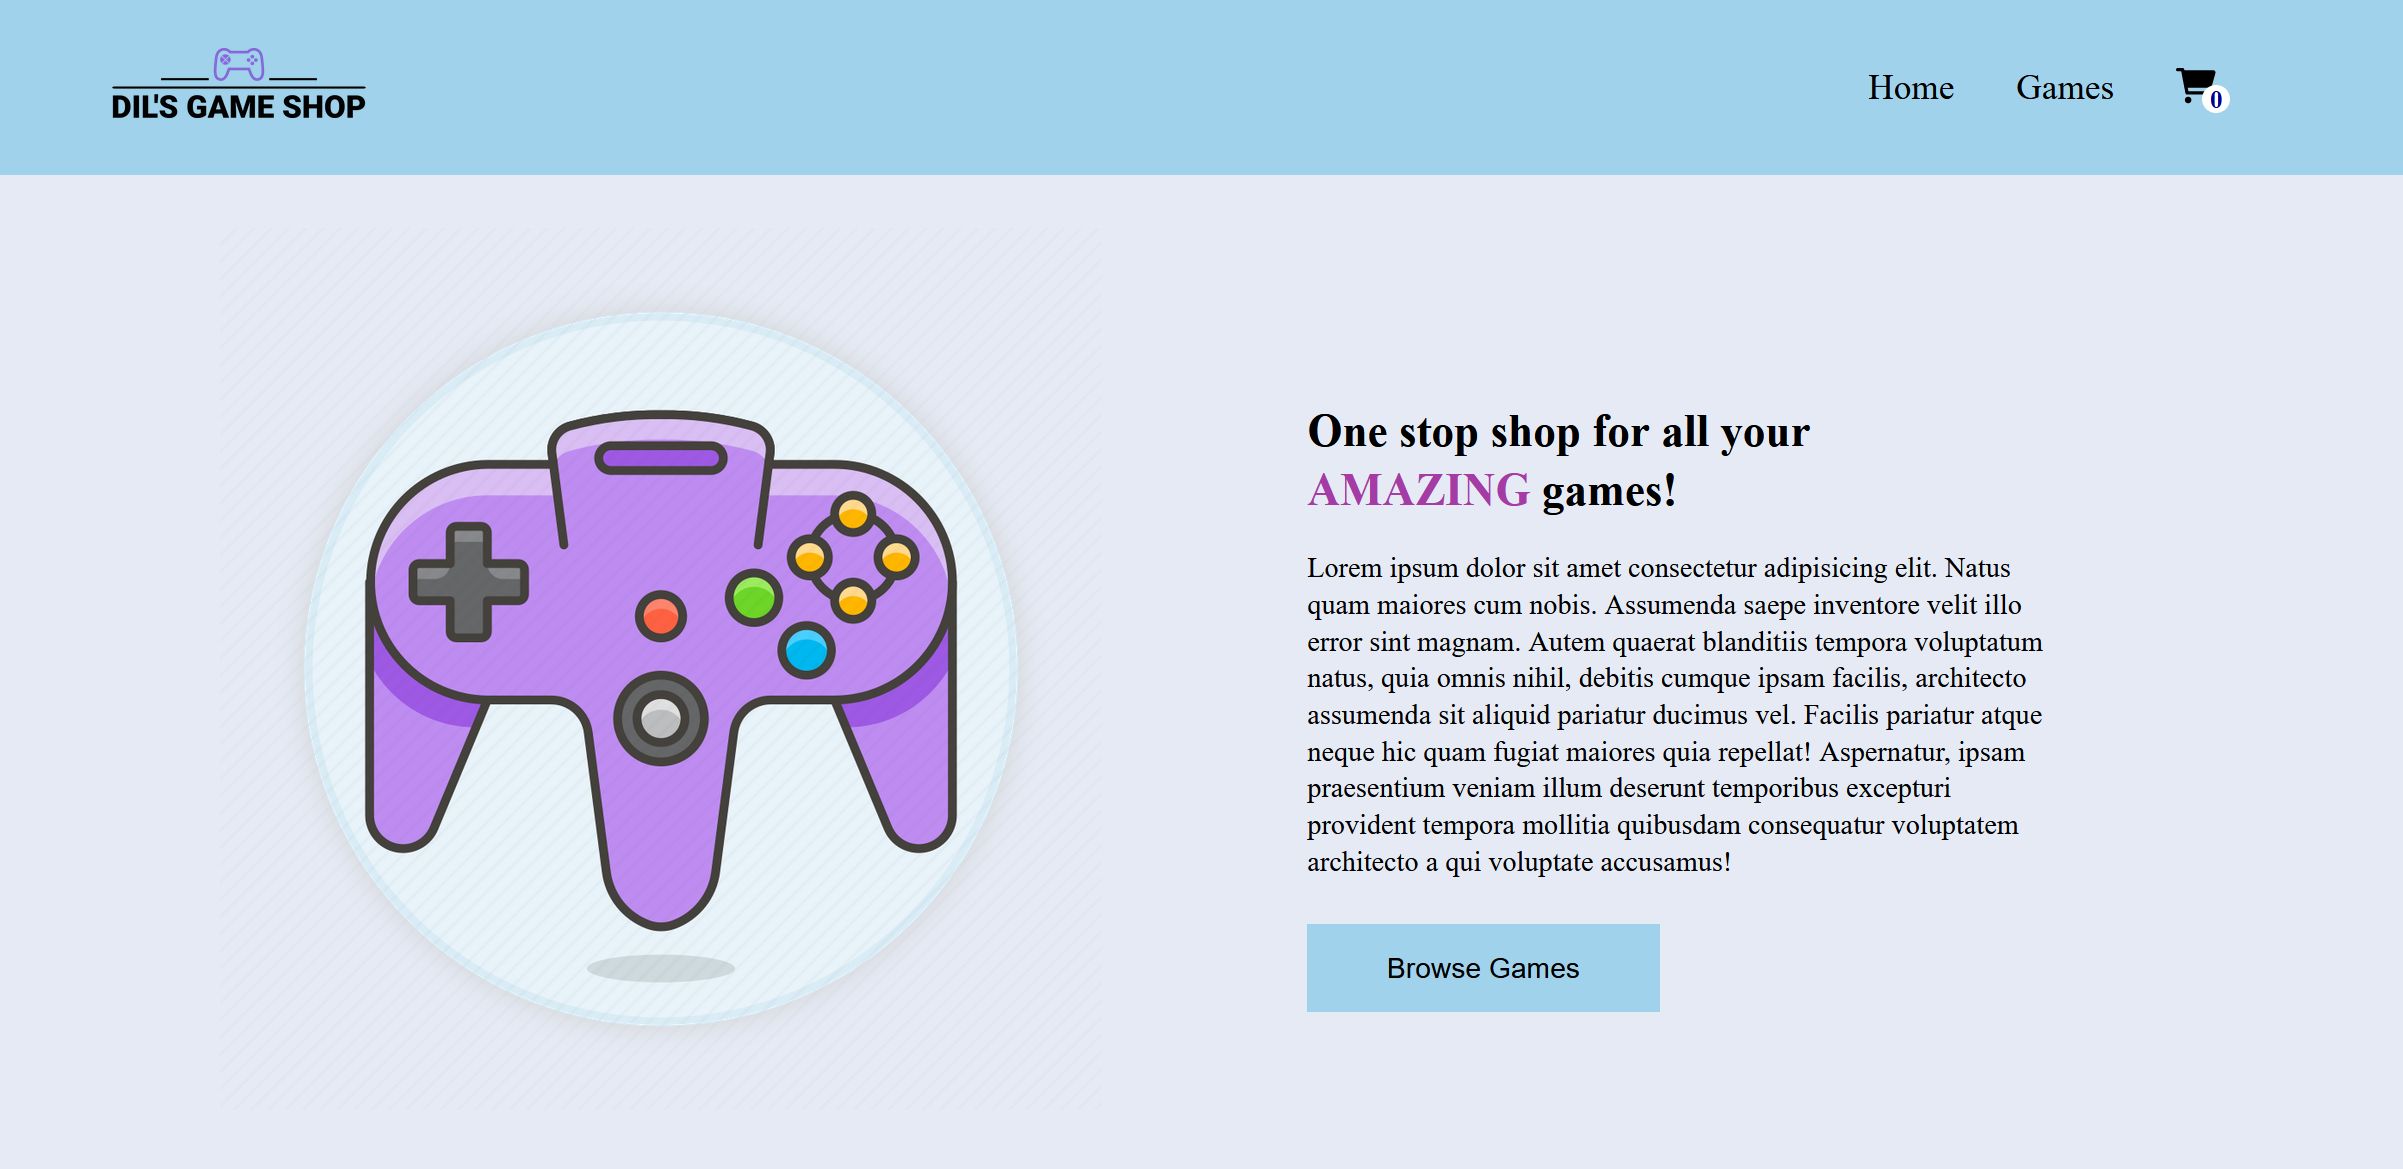 DIL'S GAME SHOP
Home
Games
0
One stop shop for all your
AMAZING games!
Lorem ipsum dolor sit amet consectetur adipisicing elit. Natus
quam maiores cum nobis. Assumenda saepe inventore velit illo
error sint magnam. Autem quaerat blanditiis tempora voluptatum
natus, quia omnis nihil, debitis cumque ipsam facilis, architecto
assumenda sit aliquid pariatur ducimus vel. Facilis pariatur atque
neque hic quam fugiat maiores quia repellat! Aspernatur, ipsam
praesentium veniam illum deserunt temporibus excepturi
provident tempora mollitia quibusdam consequatur voluptatem
architecto a qui voluptate accusamus!
Browse Games